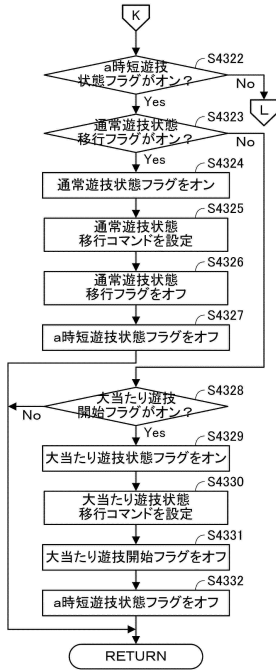 K
S4322
a時短遊技
状態フラグがオン？
No
L
Yes
S4323
通常遊技状態
移行フラグがオン？
Yes
S4324
通常遊技状態フラグをオン
S4325
通常遊技状態
移行コマンドを設定
S4326
通常遊技状態
移行フラグをオフ
S4327
a時短遊技状態フラグをオフ
S4328
大当たり遊技
開始フラグがオン？
No
Yes
S4329
大当たり遊技状態フラグをオン
S4330
大当たり遊技状態
移行コマンドを設定
S4331
大当たり遊技開始フラグをオフ
S4332
a時短遊技状態フラグをオフ
RETURN